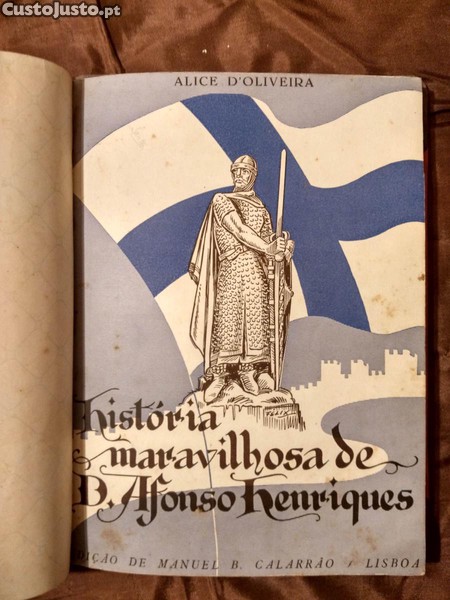 CustoJusto.pt
ALICE D'OLIVEIRA
história
maravilhosa de
D. Afonso Henriques
DIÇÃO DE MANUEL B. CALARRÃO / LISBOA